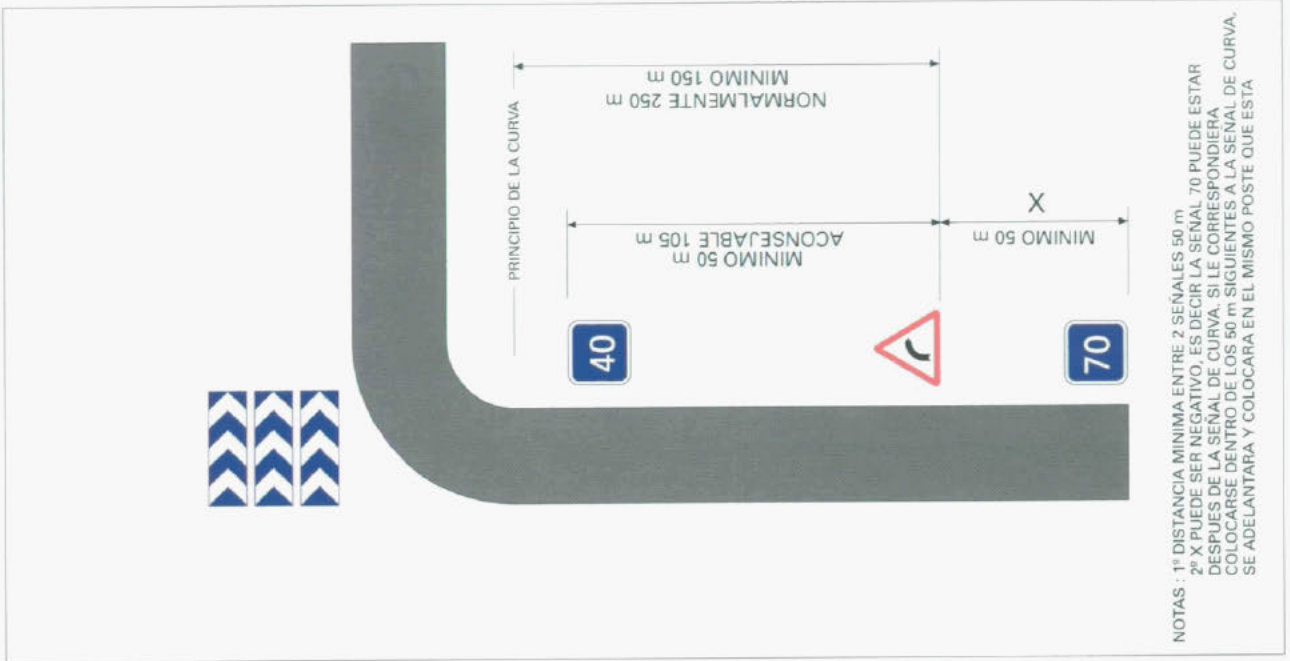 PRINCIPIO DE LA CURVA
NORMALMENTE 250 m
MINIMO 150 m
40
MINIMO 50 m
ACONSEJABLE 105 m
X
MINIMO 50 m
70
NOTAS : 1º DISTANCIA MINIMA ENTRE 2 SEÑALES 50 m
2º X PUEDE SER NEGATIVO, ES DECIR LA SEÑAL 70 PUEDE ESTAR
DESPUES DE LA SEÑAL DE CURVA. SI LE CORRESPONDIERA
COLOCARSE DENTRO DE LOS 50 m SIGUIENTES A LA SEÑAL DE CURVA,
SE ADELANTARA Y COLOCARA EN EL MISMO POSTE QUE ESTA